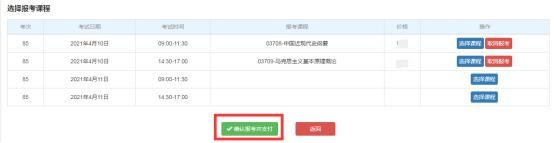 选择报考课程
考次 考试日期 考试时间 报考课程 价格 操作
85 2021年4月10日 09:00-11:30 03708-中国近现代史纲要 选择课程 取消报考
85 2021年4月10日 14:30-17:00 03709-马克思主义基本原理概论 选择课程 取消报考
85 2021年4月11日 09:00-11:30 选择课程
85 2021年4月11日 14:30-17:00 选择课程
✔确认报考并支付 返回